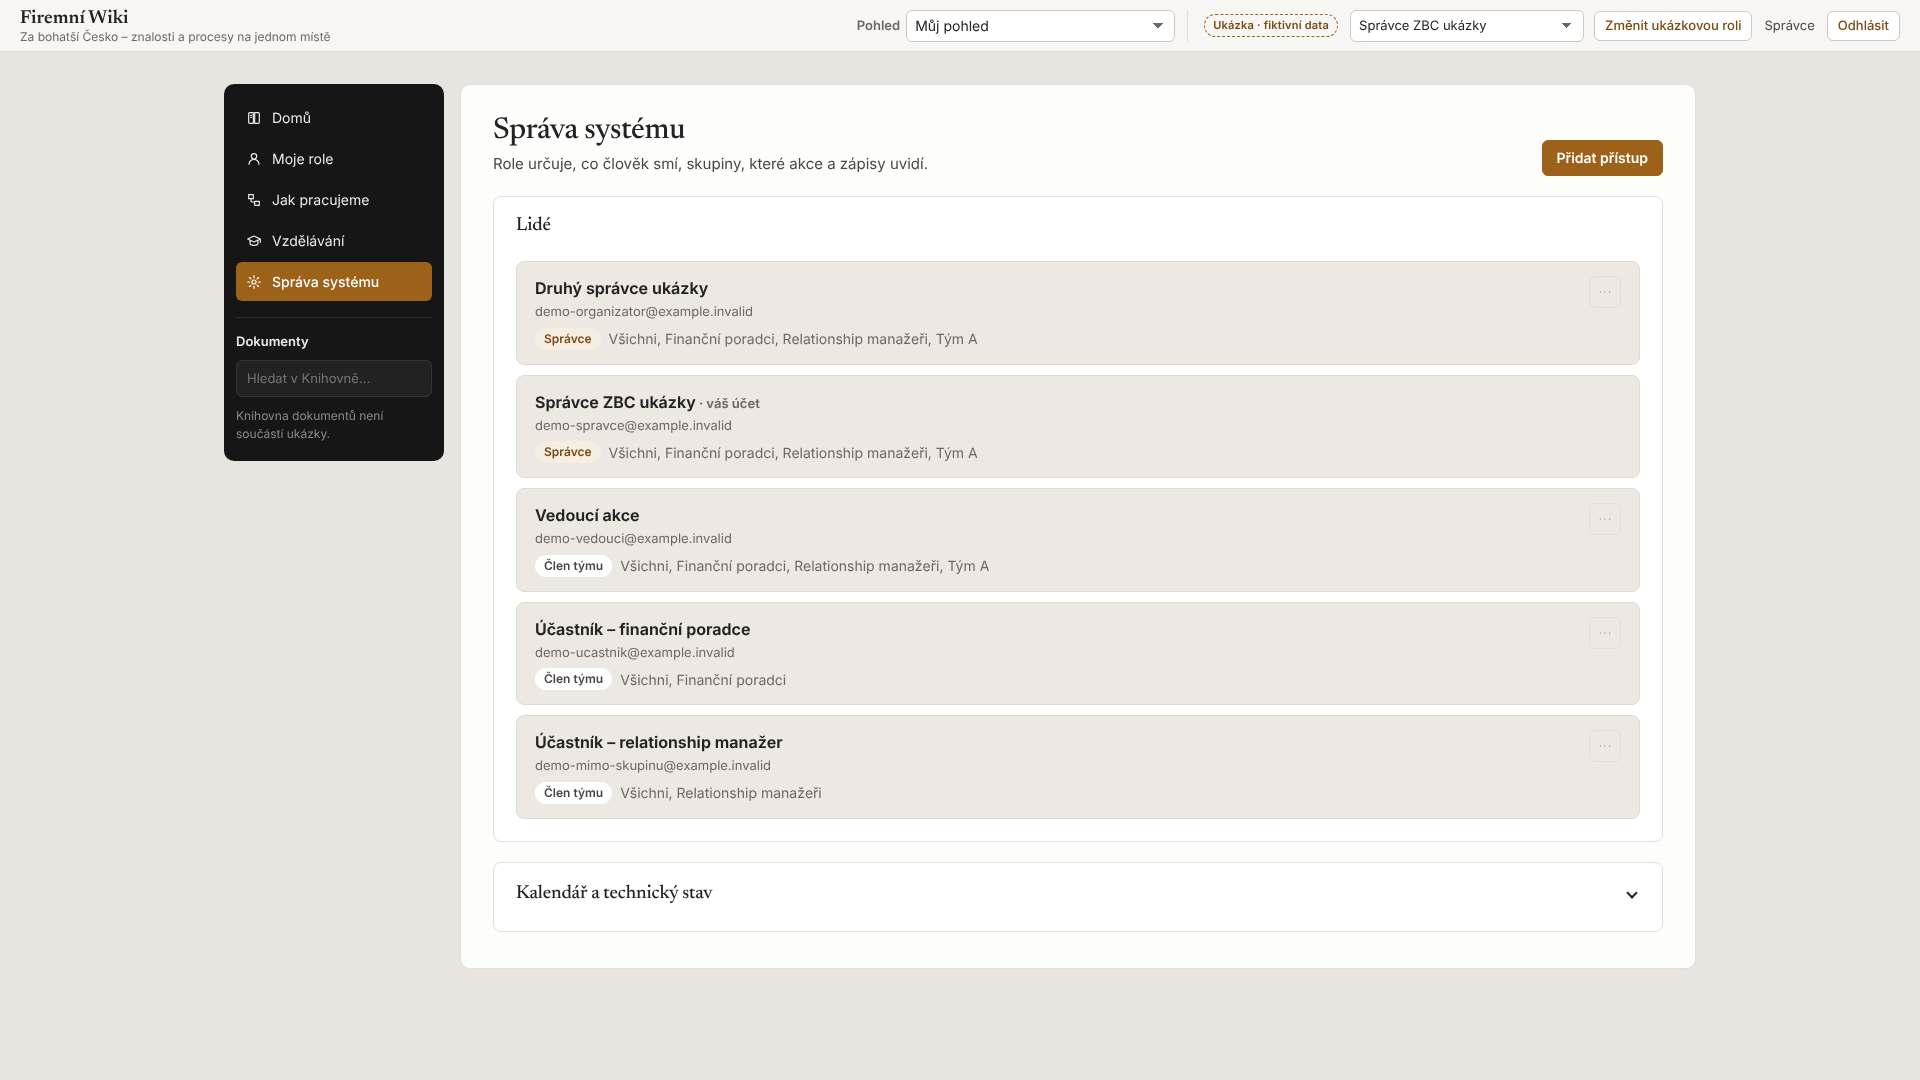 Firemní Wiki
Za bohatší Česko – znalosti a procesy na jednom místě
Pohled
Můj pohled
Ukázka · fiktivní data
Správce ZBC ukázky
Změnit ukázkovou roli
Správce
Odhlásit
Domů
Moje role
Jak pracujeme
Vzdělávání
Správa systému
Dokumenty
Hledat v Knihovně...
Knihovna dokumentů není
součástí ukázky.
Správa systému
Role určuje, co člověk smí, skupiny, které akce a zápisy uvidí.
Přidat přístup
Lidé
Druhý správce ukázky
demo-organizator@example.invalid
Správce Všichni, Finanční poradci, Relationship manažeři, Tým A
...
Správce ZBC ukázky · váš účet
demo-spravce@example.invalid
Správce Všichni, Finanční poradci, Relationship manažeři, Tým A
Vedoucí akce
demo-vedouci@example.invalid
Člen týmu Všichni, Finanční poradci, Relationship manažeři, Tým A
...
Účastník – finanční poradce
demo-ucastnik@example.invalid
Člen týmu Všichni, Finanční poradci
...
Účastník – relationship manažer
demo-mimo-skupinu@example.invalid
Člen týmu Všichni, Relationship manažeři
...
Kalendář a technický stav